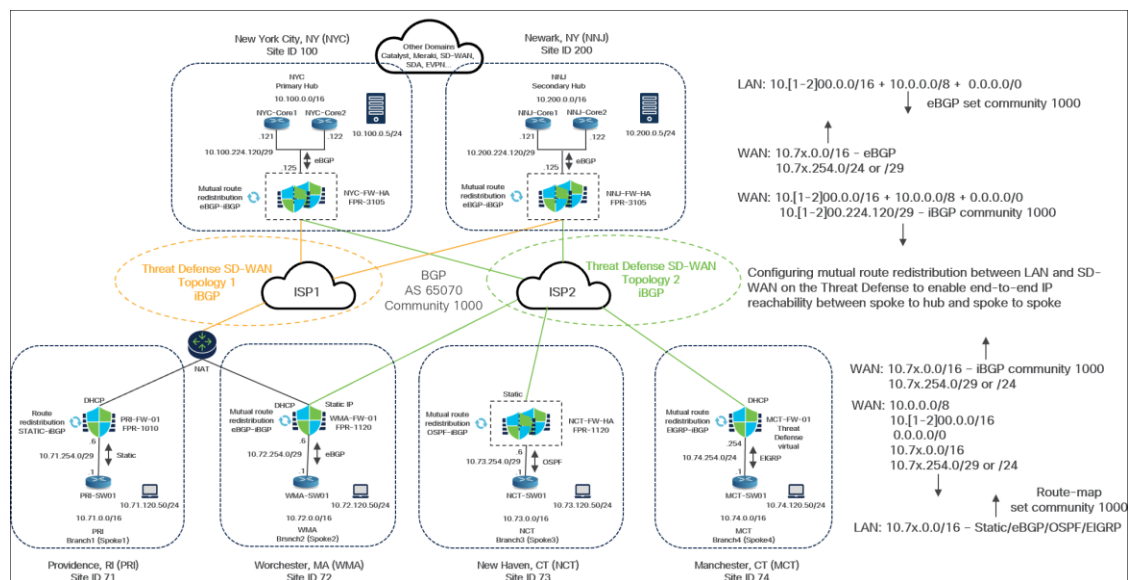 New York City, NY (NYC)
Site ID 100
Other Domains
Catalyst, Meraki, SD-WAN,
SDA, EVPN...
Newark, NY (NNJ)
Site ID 200
NYC
Primary Hub
10.100.0.0/16
NYC-Core1
NYC-Core2
.121
.122
10.100.0.5/24
10.100.224.120/29
eBGP
.125
Mutual route
redistribution
eBGP-iBGP
NYC-FW-HA
FPR-3105
NNJ
Secondary Hub
10.200.0.0/16
NNJ-Core1
NNJ-Core2
.121
.122
10.200.0.5/24
10.200.224.120/29
eBGP
.125
Mutual route
redistribution
eBGP-iBGP
NNJ-FW-HA
FPR-3105
Threat Defense SD-WAN
Topology 1
iBGP
ISP1
BGP
AS 65070
Community 1000
ISP2
Threat Defense SD-WAN
Topology 2
iBGP
NAT
DHCP
Route
redistribution
STATIC-iBGP
PRI-FW-01
FPR-1010
.6
10.71.254.0/29
Static
.1
PRI-SW01
10.71.120.50/24
10.71.0.0/16
PRI
Branch1 (Spoke1)
Providence, RI (PRI)
Site ID 71
DHCP
Static IP
Mutual route
redistribution
eBGP-iBGP
WMA-FW-01
FPR-1120
.6
10.72.254.0/29
eBGP
.1
WMA-SW01
10.72.120.50/24
10.72.0.0/16
WMA
Branch2 (Spoke2)
Worchester, MA (WMA)
Site ID 72
Static
Mutual route
redistribution
OSPF-iBGP
NCT-FW-HA
FPR-1120
.6
10.73.254.0/29
OSPF
.1
NCT-SW01
10.73.120.50/24
10.73.0.0/16
NCT
Branch3 (Spoke3)
New Haven, CT (NCT)
Site ID 73
DHCP
Mutual route
redistribution
EIGRP-iBGP
MCT-FW-01
Threat
Defense
virtual
.254
10.74.254.0/24
EIGRP
.1
MCT-SW01
10.74.120.50/24
10.74.0.0/16
MCT
Branch4 (Spoke4)
Manchester, CT (MCT)
Site ID 74
LAN: 10.[1-2]00.0.0/16 + 10.0.0.0/8 + 0.0.0.0/0
eBGP set community 1000
WAN: 10.7x.0.0/16 – eBGP
10.7x.254.0/24 or /29
WAN: 10.[1-2]00.0.0/16 + 10.0.0.0/8 + 0.0.0.0/0
10.[1-2]00.224.120/29 – iBGP community 1000
Configuring mutual route redistribution between LAN and SD-
WAN on the Threat Defense to enable end-to-end IP
reachability between spoke to hub and spoke to spoke
WAN: 10.7x.0.0/16 – iBGP community 1000
10.7x.254.0/29 or /24
WAN: 10.0.0.0/8
10.[1-2]00.0.0/16
0.0.0.0/0
10.7x.0.0/16
10.7x.254.0/29 or /24
Route-map
set community 1000
LAN: 10.7x.0.0/16 – Static/eBGP/OSPF/EIGRP